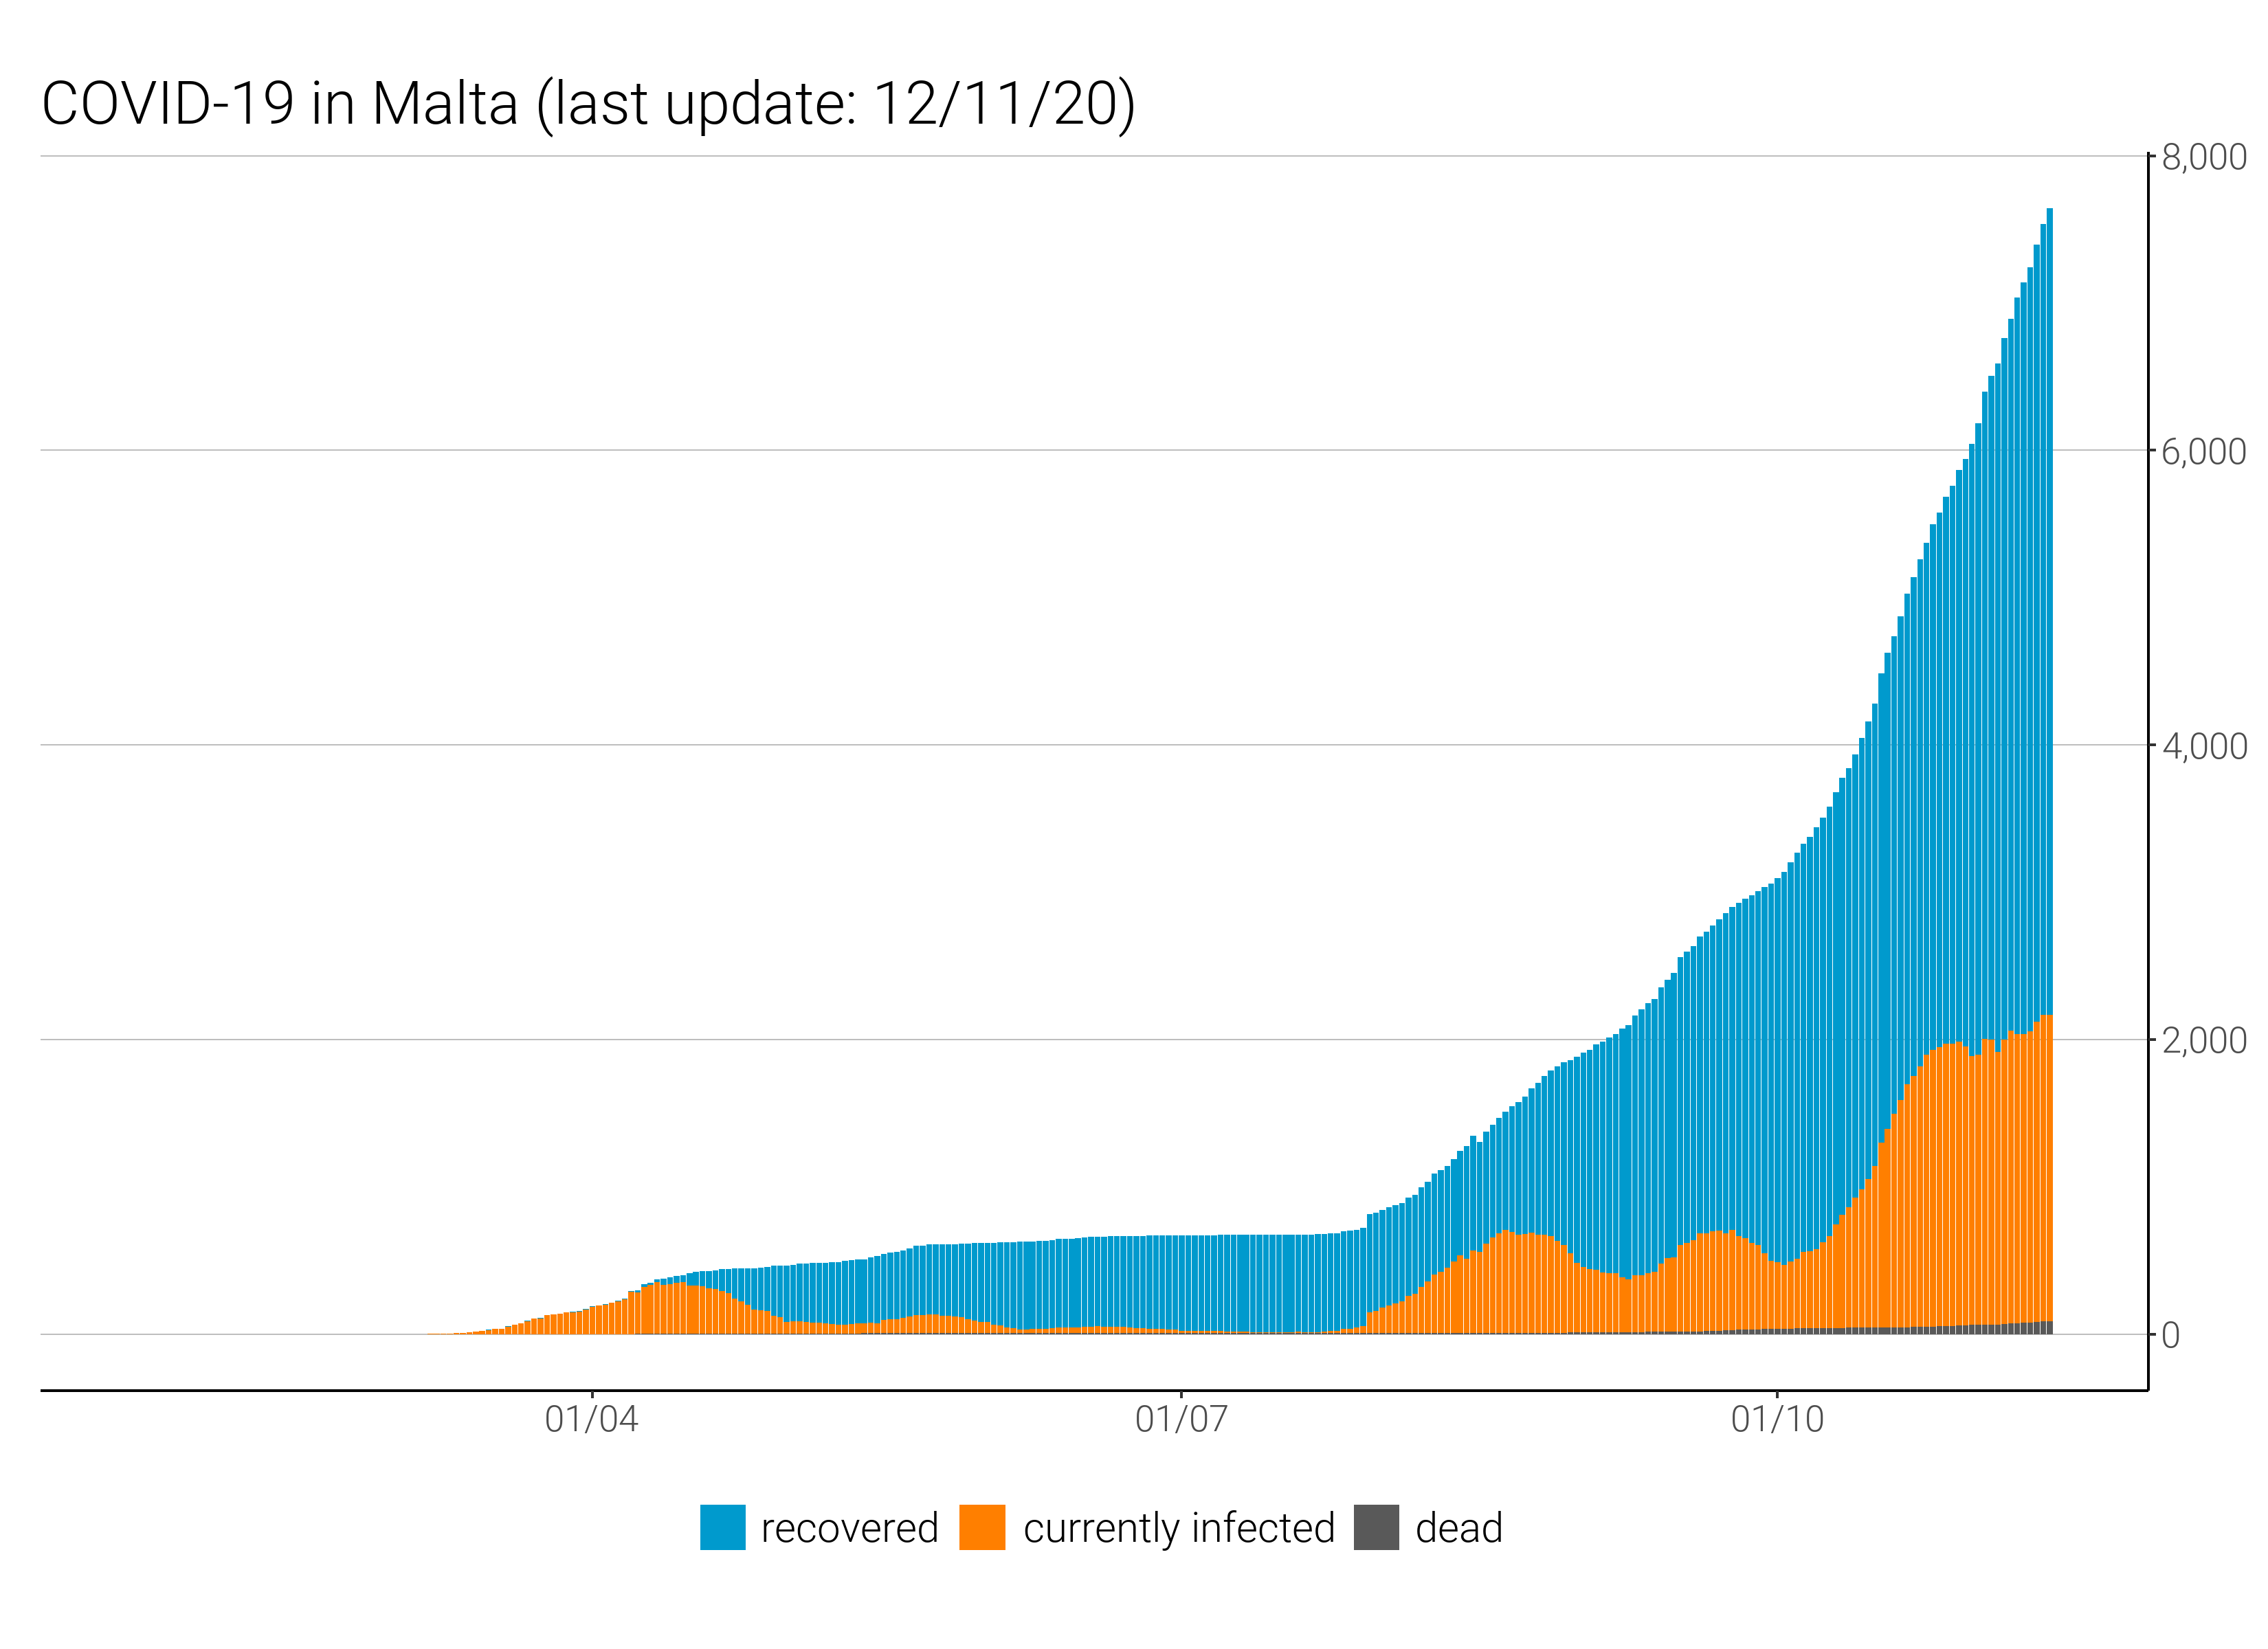 COVID-19 in Malta (last update: 12/11/20)
8,000
6,000
4,000
2,000
0
01/04 01/07 01/10
recovered currently infected dead